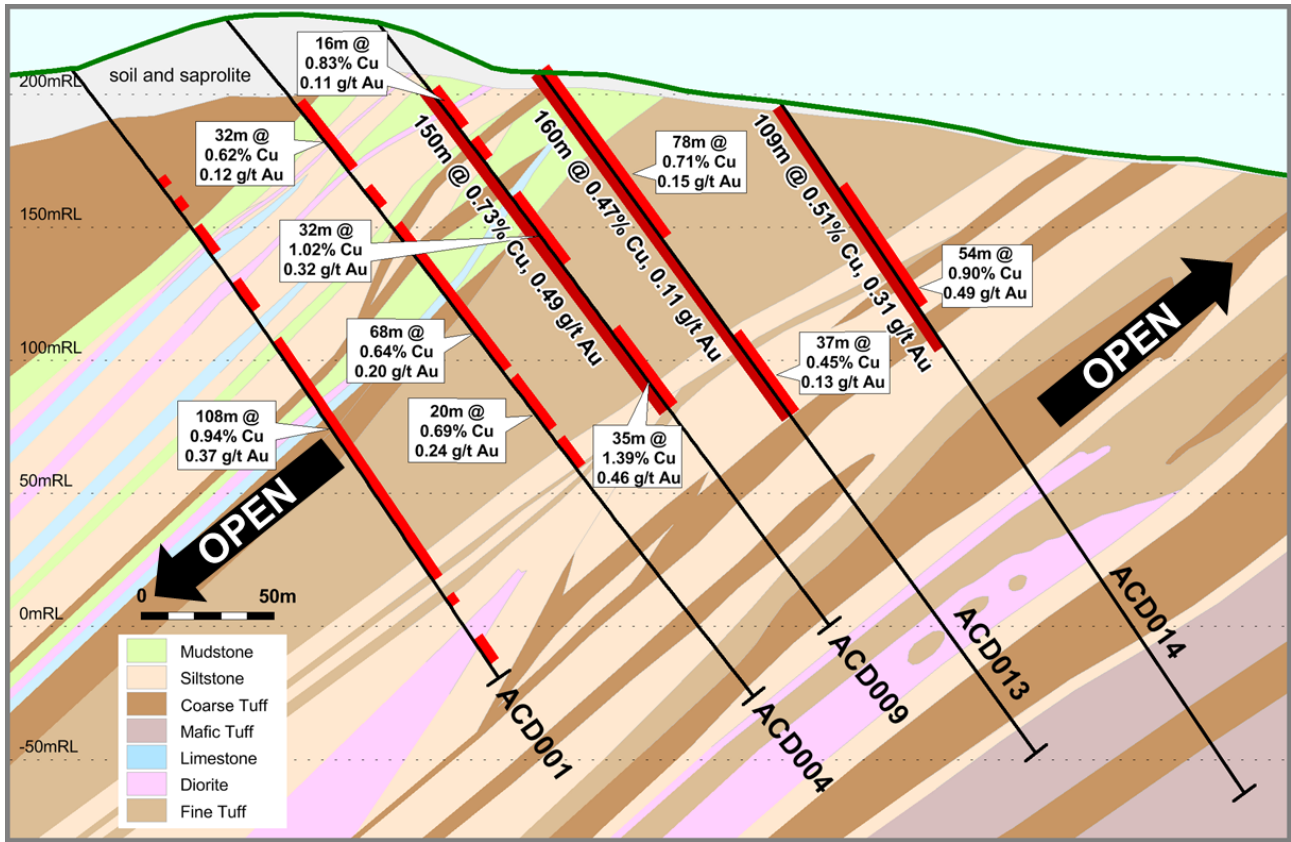 16m @
0.83% Cu
0.11 g/t Au
200mRL
soil and saprolite
32m @
0.62% Cu
0.12 g/t Au
150m @ 0.73% Cu, 0.49 g/t Au
160m @ 0.47% Cu, 0.11 g/t Au
78m @
0.71% Cu
0.15 g/t Au
109m @ 0.51% Cu, 0.31 g/t Au
150mRL
32m @
1.02% Cu
0.32 g/t Au
54m @
0.90% Cu
0.49 g/t Au
OPEN
68m @
0.64% Cu
0.20 g/t Au
37m @
0.45% Cu
0.13 g/t Au
100mRL
108m @
0.94% Cu
0.37 g/t Au
20m @
0.69% Cu
0.24 g/t Au
35m @
1.39% Cu
0.46 g/t Au
50mRL
OPEN
0 50m
0mRL
Mudstone
Siltstone
Coarse Tuff
Mafic Tuff
Limestone
Diorite
Fine Tuff
-50mRL
ACD001
ACD004
ACD009
ACD013
ACD014